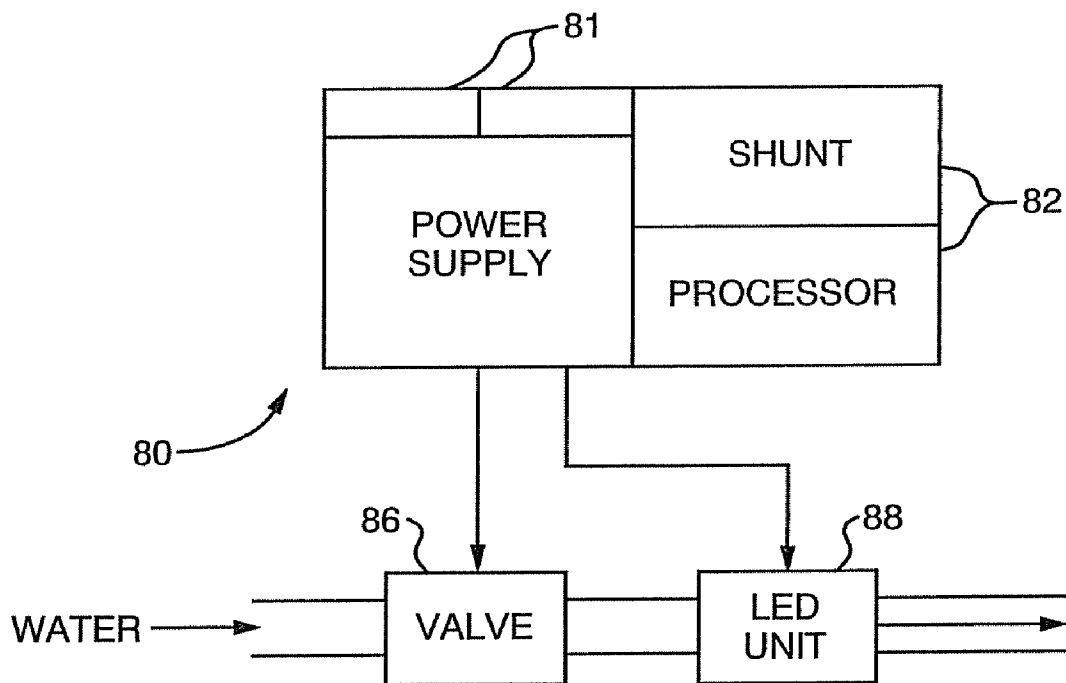 81
SHUNT
82
POWER
SUPPLY
PROCESSOR
80
86
88
WATER
VALVE
LED
UNIT